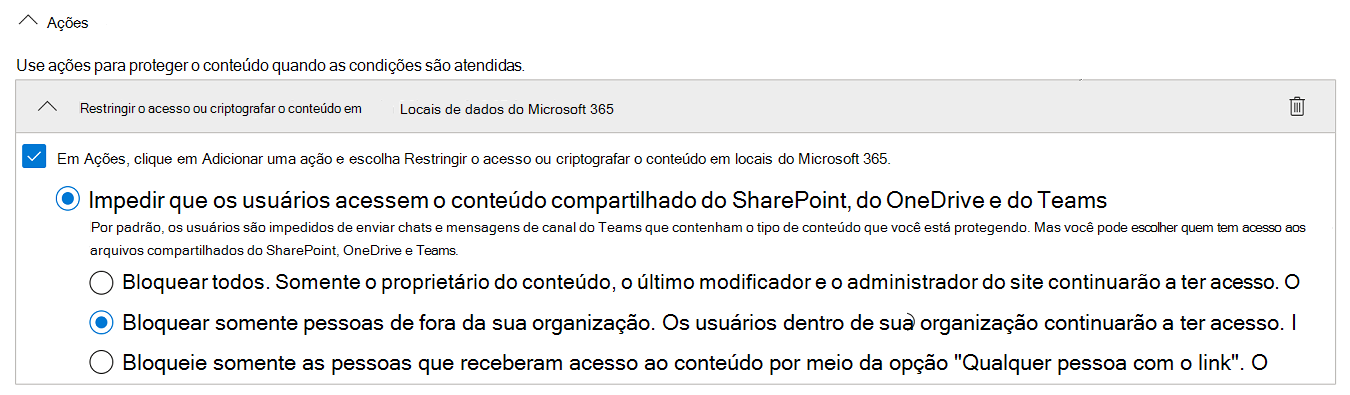 Ações
Use ações para proteger o conteúdo quando as condições são atendidas.
Restringir o acesso ou criptografar o conteúdo em Locais de dados do Microsoft 365
Em Ações, clique em Adicionar uma ação e escolha Restringir o acesso ou criptografar o conteúdo em locais do Microsoft 365.
Impedir que os usuários acessem o conteúdo compartilhado do SharePoint, do OneDrive e do Teams
Por padrão, os usuários são impedidos de enviar chats e mensagens de canal do Teams que contenham o tipo de conteúdo que você está protegendo. Mas você pode escolher quem tem acesso aos
arquivos compartilhados do SharePoint, OneDrive e Teams.
Bloquear todos. Somente o proprietário do conteúdo, o último modificador e o administrador do site continuarão a ter acesso. O
Bloquear somente pessoas de fora da sua organização. Os usuários dentro de sua organização continuarão a ter acesso. I
Bloqueie somente as pessoas que receberam acesso ao conteúdo por meio da opção "Qualquer pessoa com o link". O